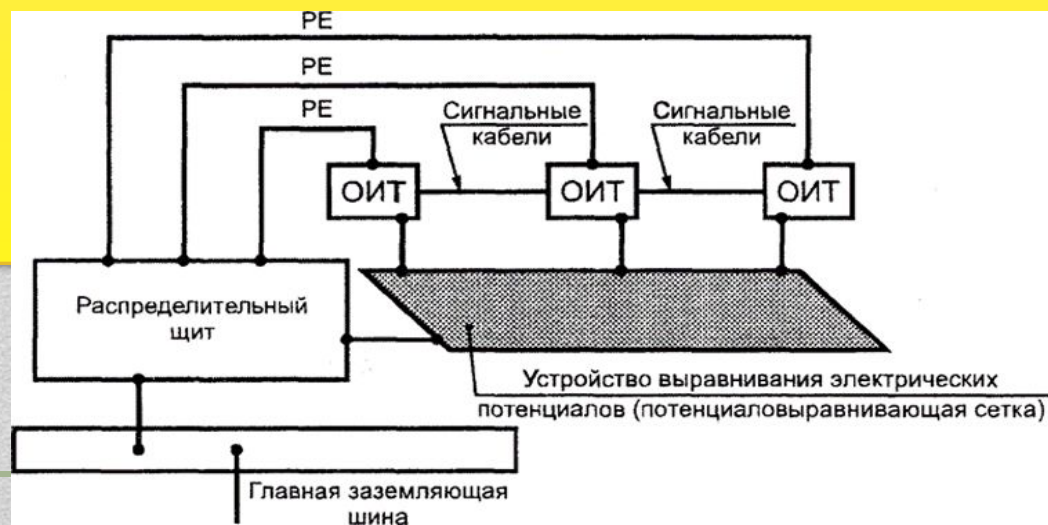 PE
PE
PE
Сигнальные
кабели
Сигнальные
кабели
ОИТ
ОИТ
ОИТ
Распределительный
щит
Устройство выравнивания электрических
потенциалов (потенциаловыравнивающая сетка)
Главная заземляющая
шина